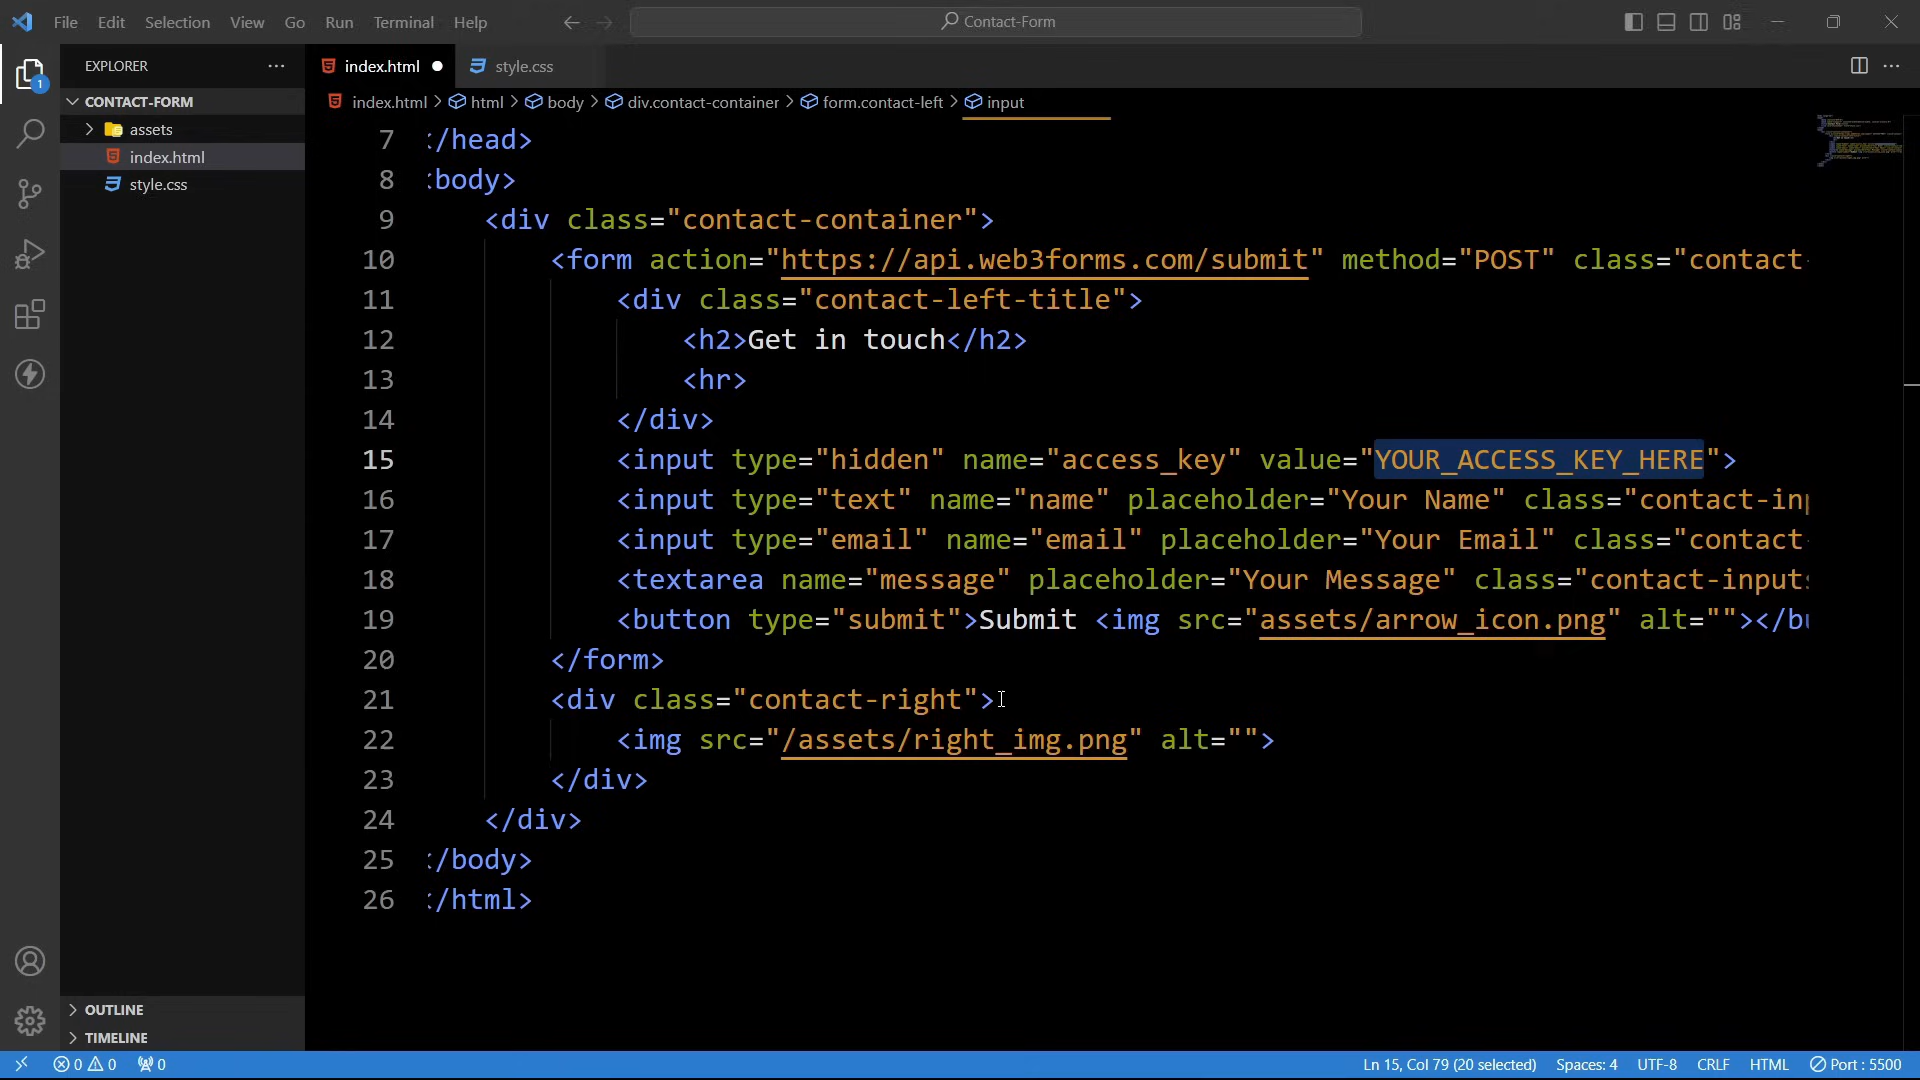 File Edit Selection View Go Run Terminal Help
Contact-Form
EXPLORER
index.html
style.css
CONTACT-FORM
assets
index.html
style.css
OUTLINE
TIMELINE
1
index.html > html > body > div.contact-container > form.contact-left > input
7 </head>
8 <body>
9 <div class="contact-container">
10 <form action="https://api.web3forms.com/submit" method="POST" class="contact-
11 <div class="contact-left-title">
12 <h2>Get in touch</h2>
13 <hr>
14 </div>
15 <input type="hidden" name="access_key" value="YOUR_ACCESS_KEY_HERE">
16 <input type="text" name="name" placeholder="Your Name" class="contact-inp
17 <input type="email" name="email" placeholder="Your Email" class="contact-
18 <textarea name="message" placeholder="Your Message" class="contact-inputs
19 <button type="submit">Submit <img src="assets/arrow_icon.png" alt=""></bu
20 </form>
21 <div class="contact-right">
22 <img src="/assets/right_img.png" alt="">
23 </div>
24 </div>
25 </body>
26 </html>
0 0 0
Ln 15, Col 79 (20 selected) Spaces: 4 UTF-8 CRLF HTML Port : 5500